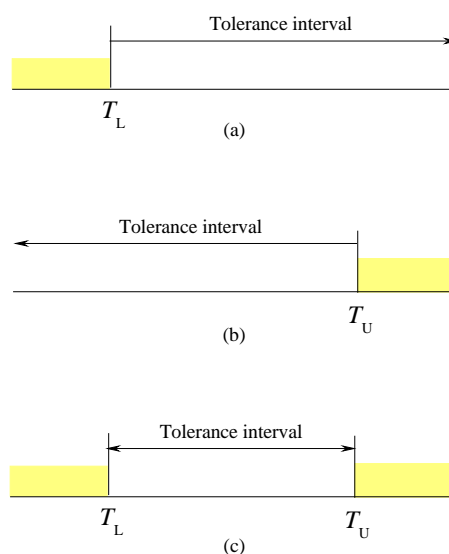 Tolerance interval
T_L
(a)
Tolerance interval
T_U
(b)
Tolerance interval
T_L T_U
(c)